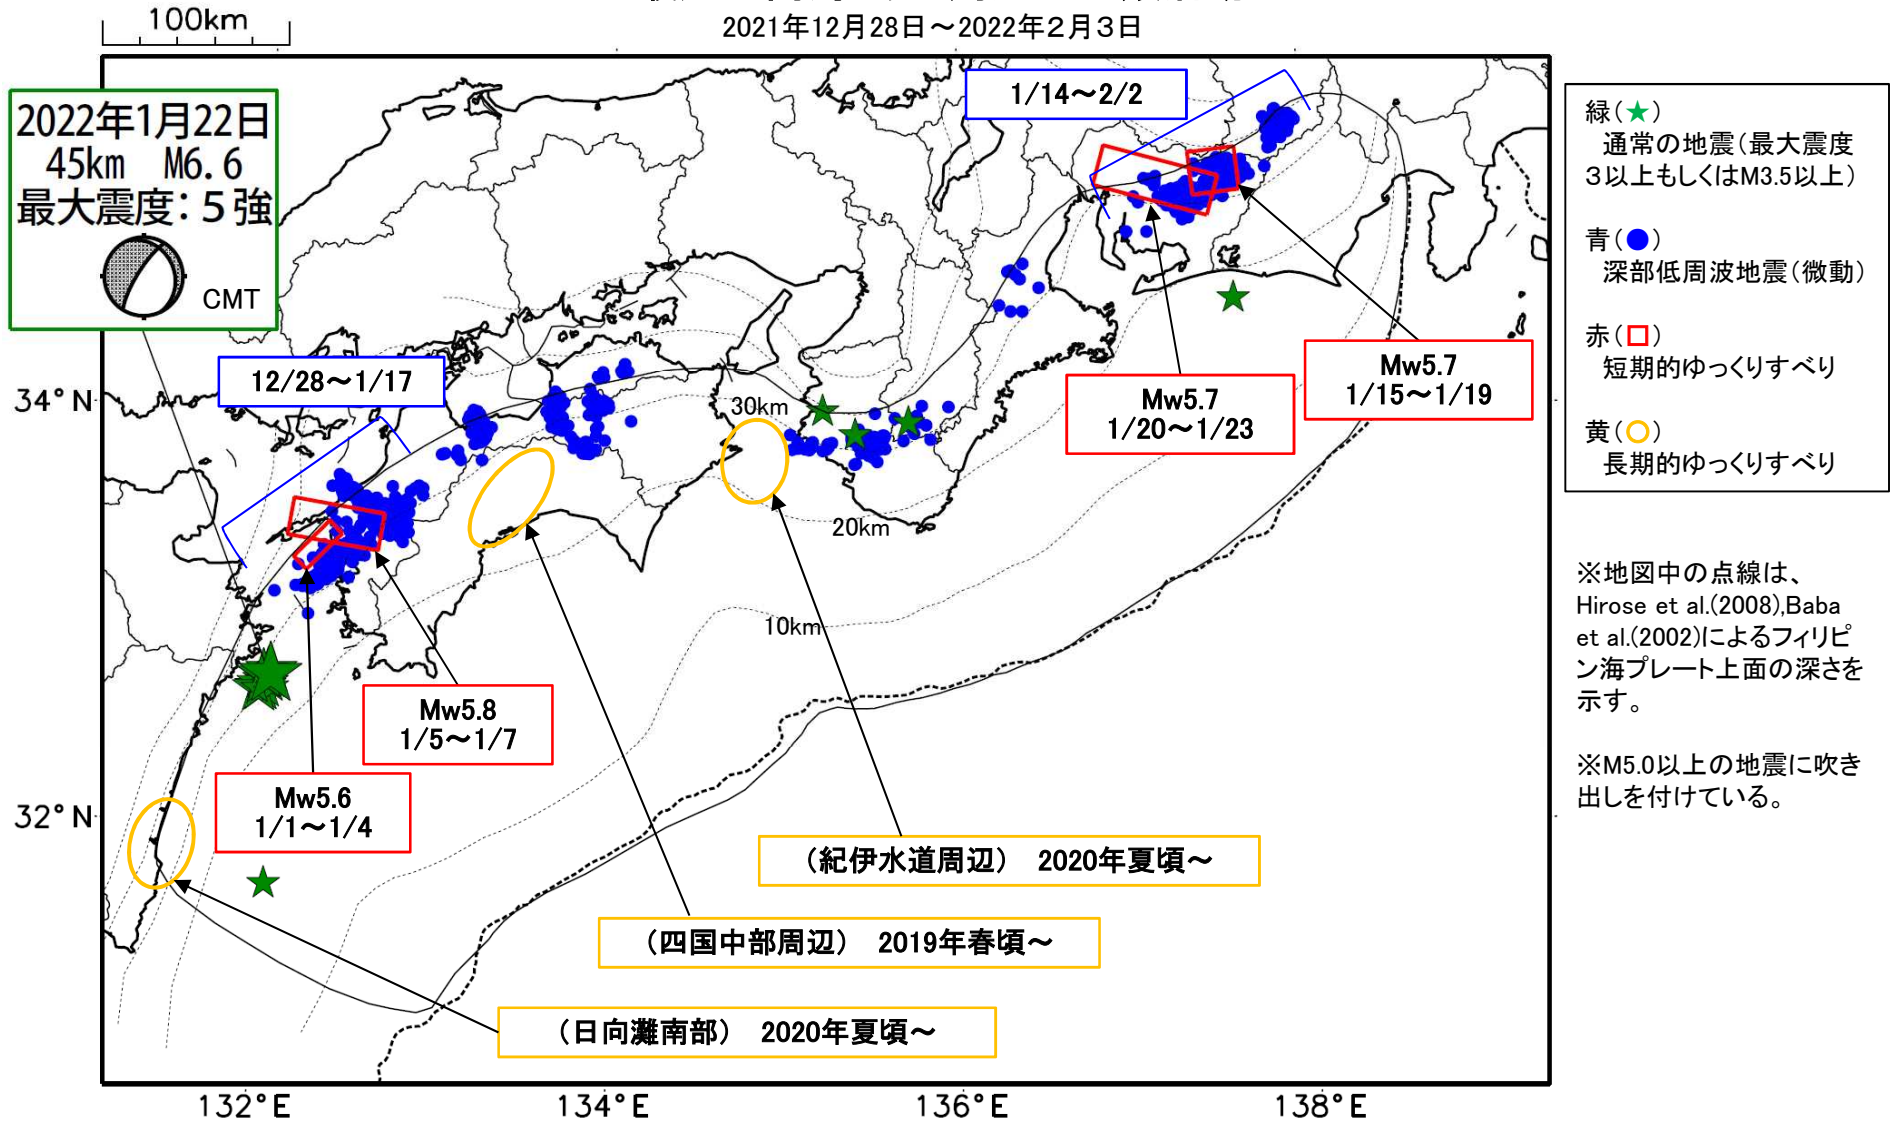 2021年12月28日～2022年2月3日
100km
2022年1月22日
45km　M6.6
最大震度：5強
CMT
1/14～2/2
12/28～1/17
34°N
32°N
30km
20km
10km
Mw5.7
1/20～1/23
Mw5.7
1/15～1/19
Mw5.8
1/5～1/7
Mw5.6
1/1～1/4
（紀伊水道周辺）　2020年夏頃～
（四国中部周辺）　2019年春頃～
（日向灘南部）　2020年夏頃～
132°E
134°E
136°E
138°E
緑（★）
通常の地震（最大震度
３以上もしくはM3.5以上）
青（●）
深部低周波地震（微動）
赤（□）
短期的ゆっくりすべり
黄（○）
長期的ゆっくりすべり
※地図中の点線は、
Hirose et al.(2008),Baba
et al.(2002)によるフィリピ
ン海プレート上面の深さを
示す。
※M5.0以上の地震に吹き
出しを付けている。